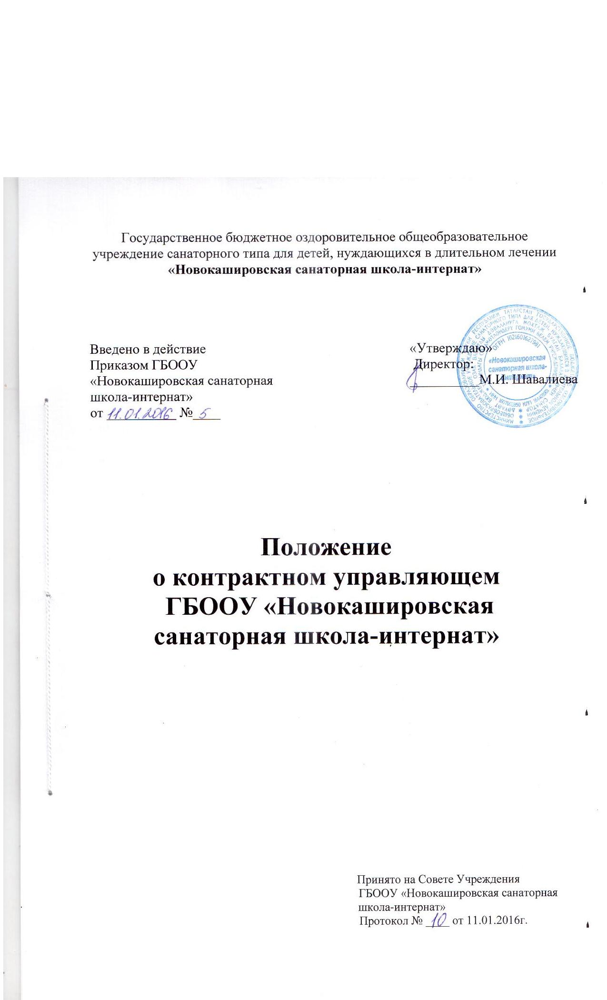 Государственное бюджетное оздоровительное общеобразовательное
учреждение санаторного типа для детей, нуждающихся в длительном лечении
«Новокашировская санаторная школа-интернат»
Введено в действие
Приказом ГБООУ
«Новокашировская санаторная
школа-интернат»
от 11.01.2016 № 5
«Утверждаю»
Директор:
М.И. Шавалиева
ОГРН 1021601627981
«Новокашировская
санаторная школа-
интернат»
Положение
о контрактном управляющем
ГБООУ «Новокашировская
санаторная школа-интернат»
Принято на Совете Учреждения
ГБООУ «Новокашировская санаторная
школа-интернат»
Протокол № 10 от 11.01.2016г.